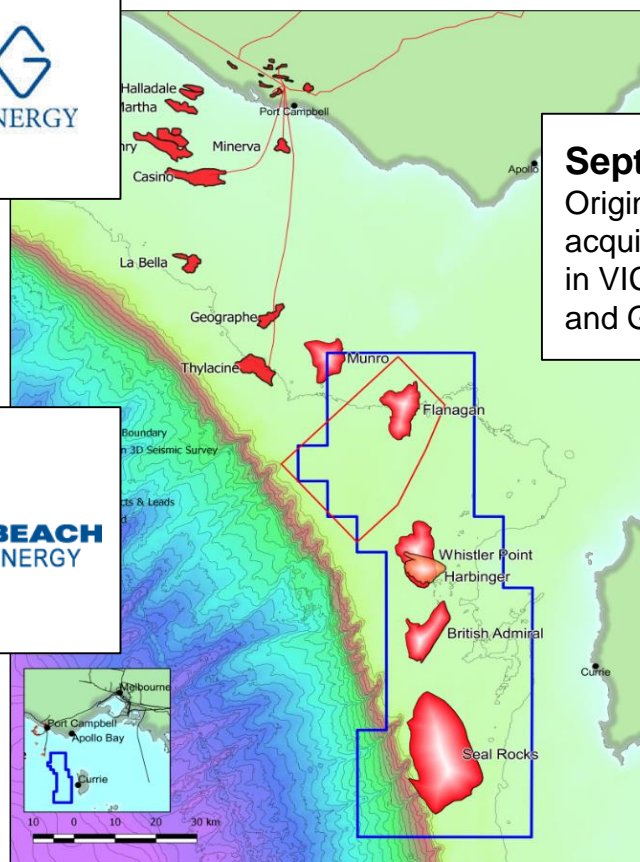 NERGY
Halladale
Martha
nry
Casino
Minerva
Port Campbell
Apollo
Sept
Origin
acqui
in VIC
and G
La Bella
Geographe
Thylacine
Munro
Flanagan
Boundary
n 3D Seismic Survey
cts & Leads
d
BEACH
NERGY
Whistler Point
Harbinger
British Admiral
Seal Rocks
Currie
Melbourne
Port Campbell
Apollo Bay
Currie
10 0 10 20 30 km